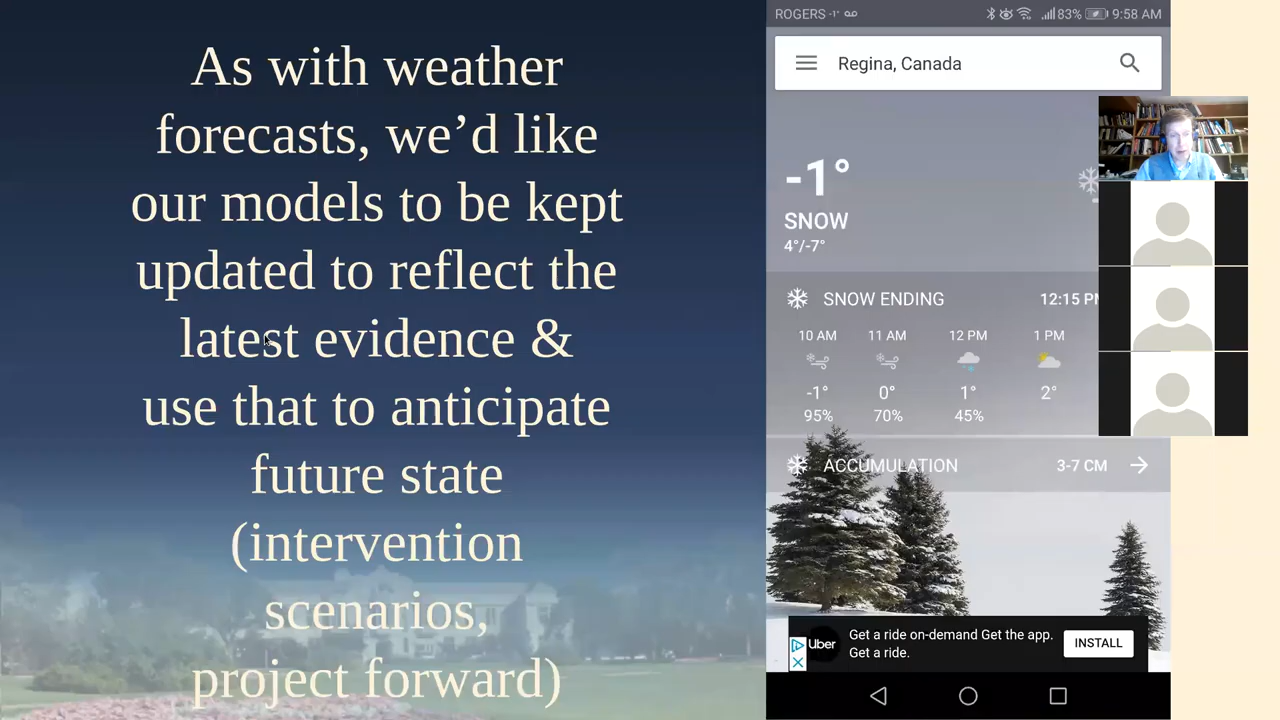 As with weather
forecasts, we’d like
our models to be kept
updated to reflect the
latest evidence &
use that to anticipate
future state
(intervention
scenarios,
project forward)
ROGERS -1° 83% 9:58 AM
Regina, Canada
-1°
SNOW
4°/-7°
SNOW ENDING 12:15 PM
10 AM 11 AM 12 PM 1 PM
-1° 0° 1° 2°
95% 70% 45%
ACCUMULATION 3-7 CM
Uber
Get a ride on-demand Get the app.
Get a ride.
INSTALL